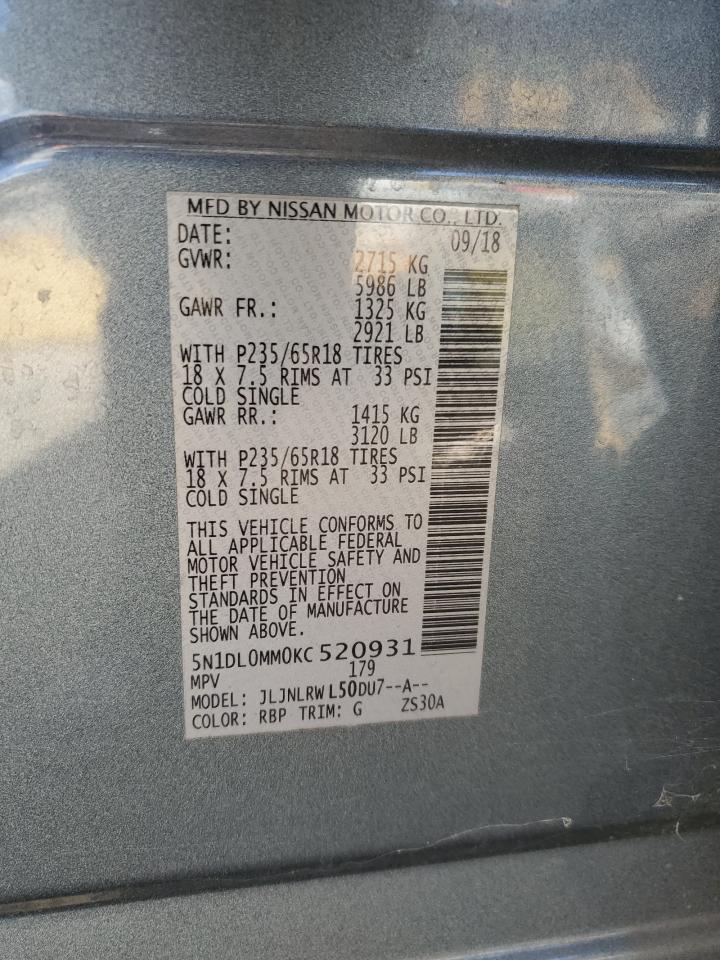 MFD BY NISSAN MOTOR CO., LTD.
DATE: 09/18
GVWR: 2715 KG
5986 LB
GAWR FR.: 1325 KG
2921 LB
WITH P235/65R18 TIRES
18 X 7.5 RIMS AT 33 PSI
COLD SINGLE
GAWR RR.: 1415 KG
3120 LB
WITH P235/65R18 TIRES
18 X 7.5 RIMS AT 33 PSI
COLD SINGLE
THIS VEHICLE CONFORMS TO
ALL APPLICABLE FEDERAL
MOTOR VEHICLE SAFETY AND
THEFT PREVENTION
STANDARDS IN EFFECT ON
THE DATE OF MANUFACTURE
SHOWN ABOVE.
5N1DL0MM0KC 520931
MPV 179
MODEL: JLJNLRW L50DU7--A--
COLOR: RBP TRIM: G ZS30A